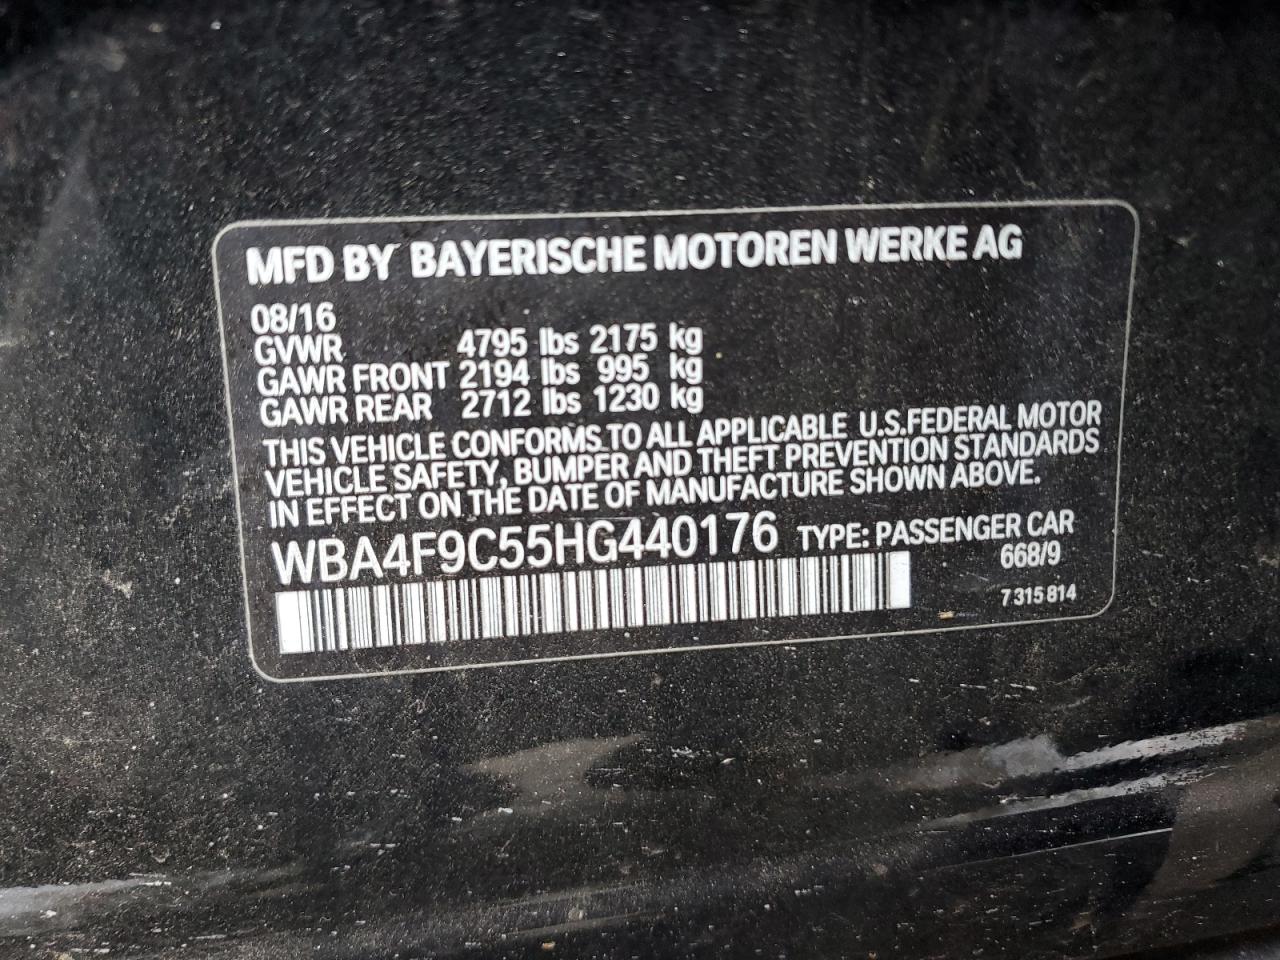 MFD BY BAYERISCHE MOTOREN WERKE AG
08/16
GVWR 4795 lbs 2175 kg
GAWR FRONT 2194 lbs 995 kg
GAWR REAR 2712 lbs 1230 kg
THIS VEHICLE CONFORMS TO ALL APPLICABLE U.S.FEDERAL MOTOR
VEHICLE SAFETY, BUMPER AND THEFT PREVENTION STANDARDS
IN EFFECT ON THE DATE OF MANUFACTURE SHOWN ABOVE.
WBA4F9C55HG440176 TYPE: PASSENGER CAR
668/9
7 315 814